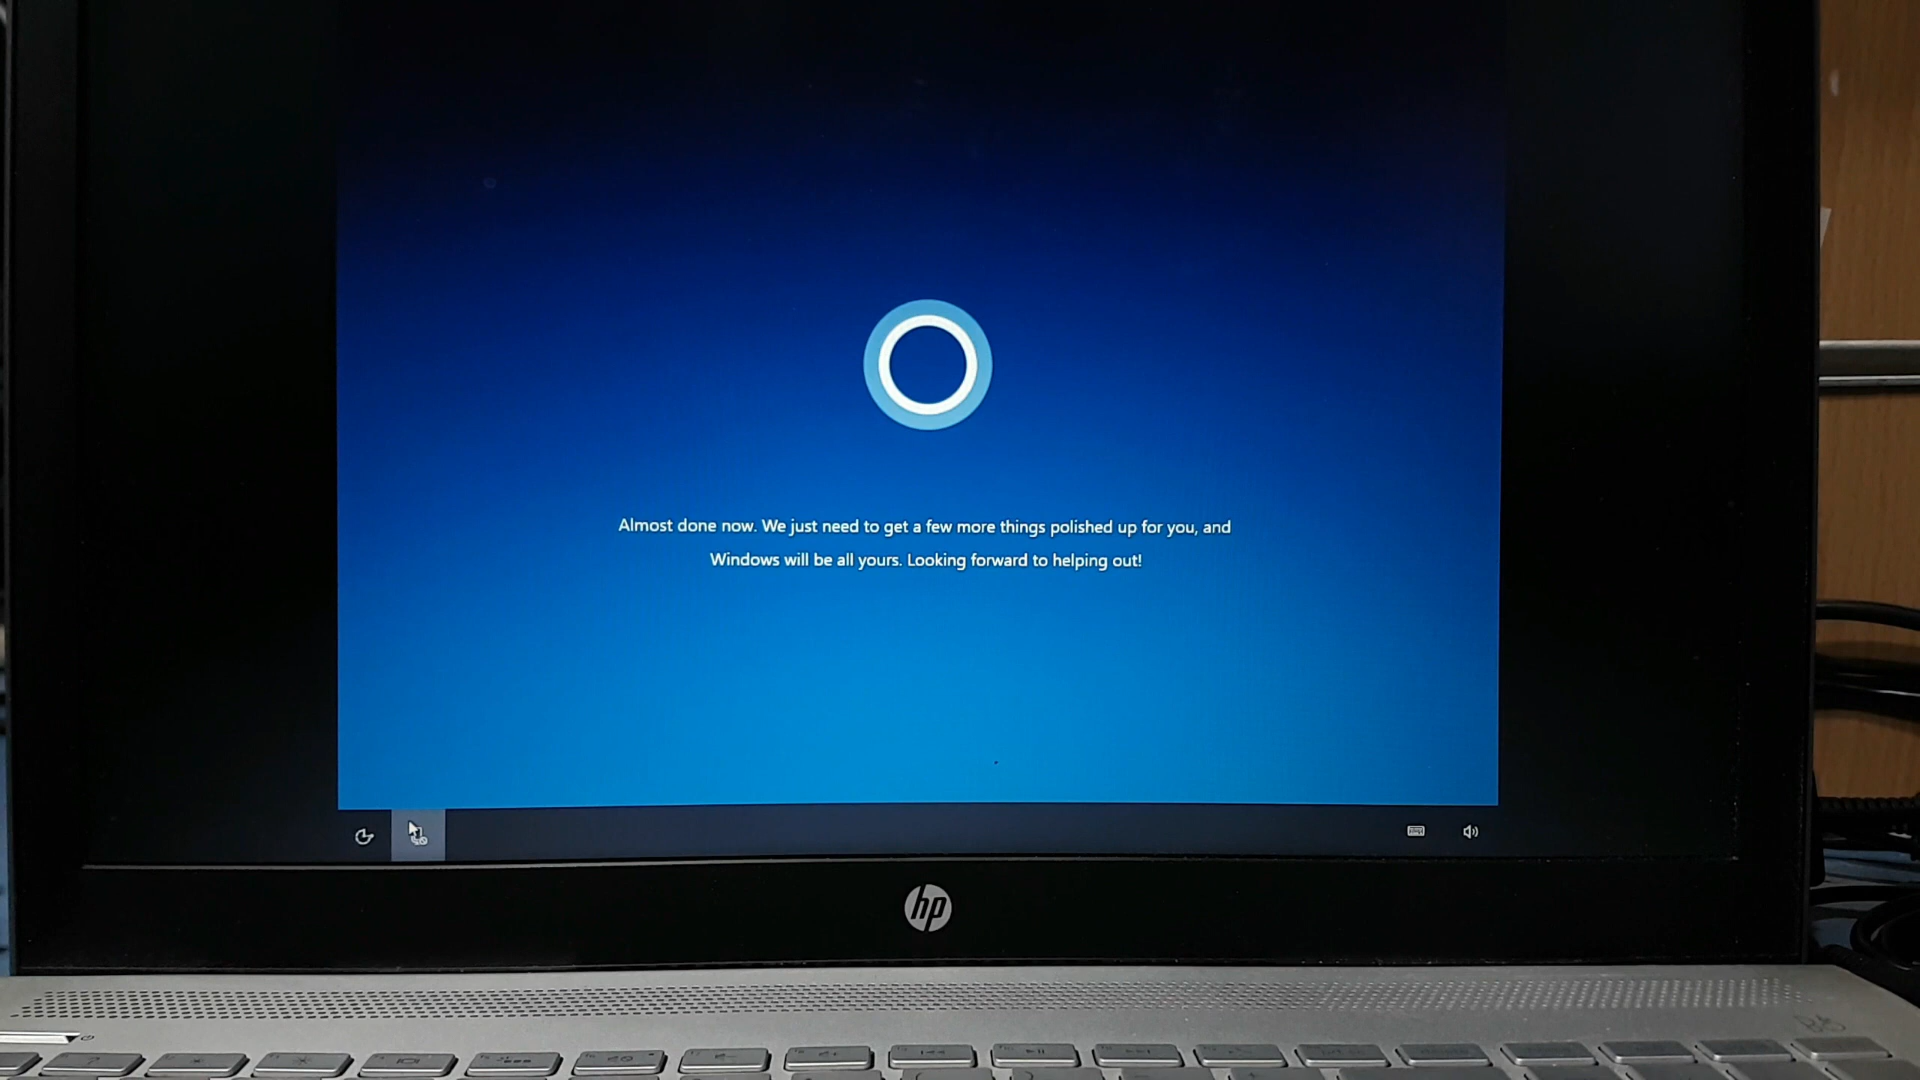 Almost done now. We just need to get a few more things polished up for you, and
Windows will be all yours. Looking forward to helping out!
hp